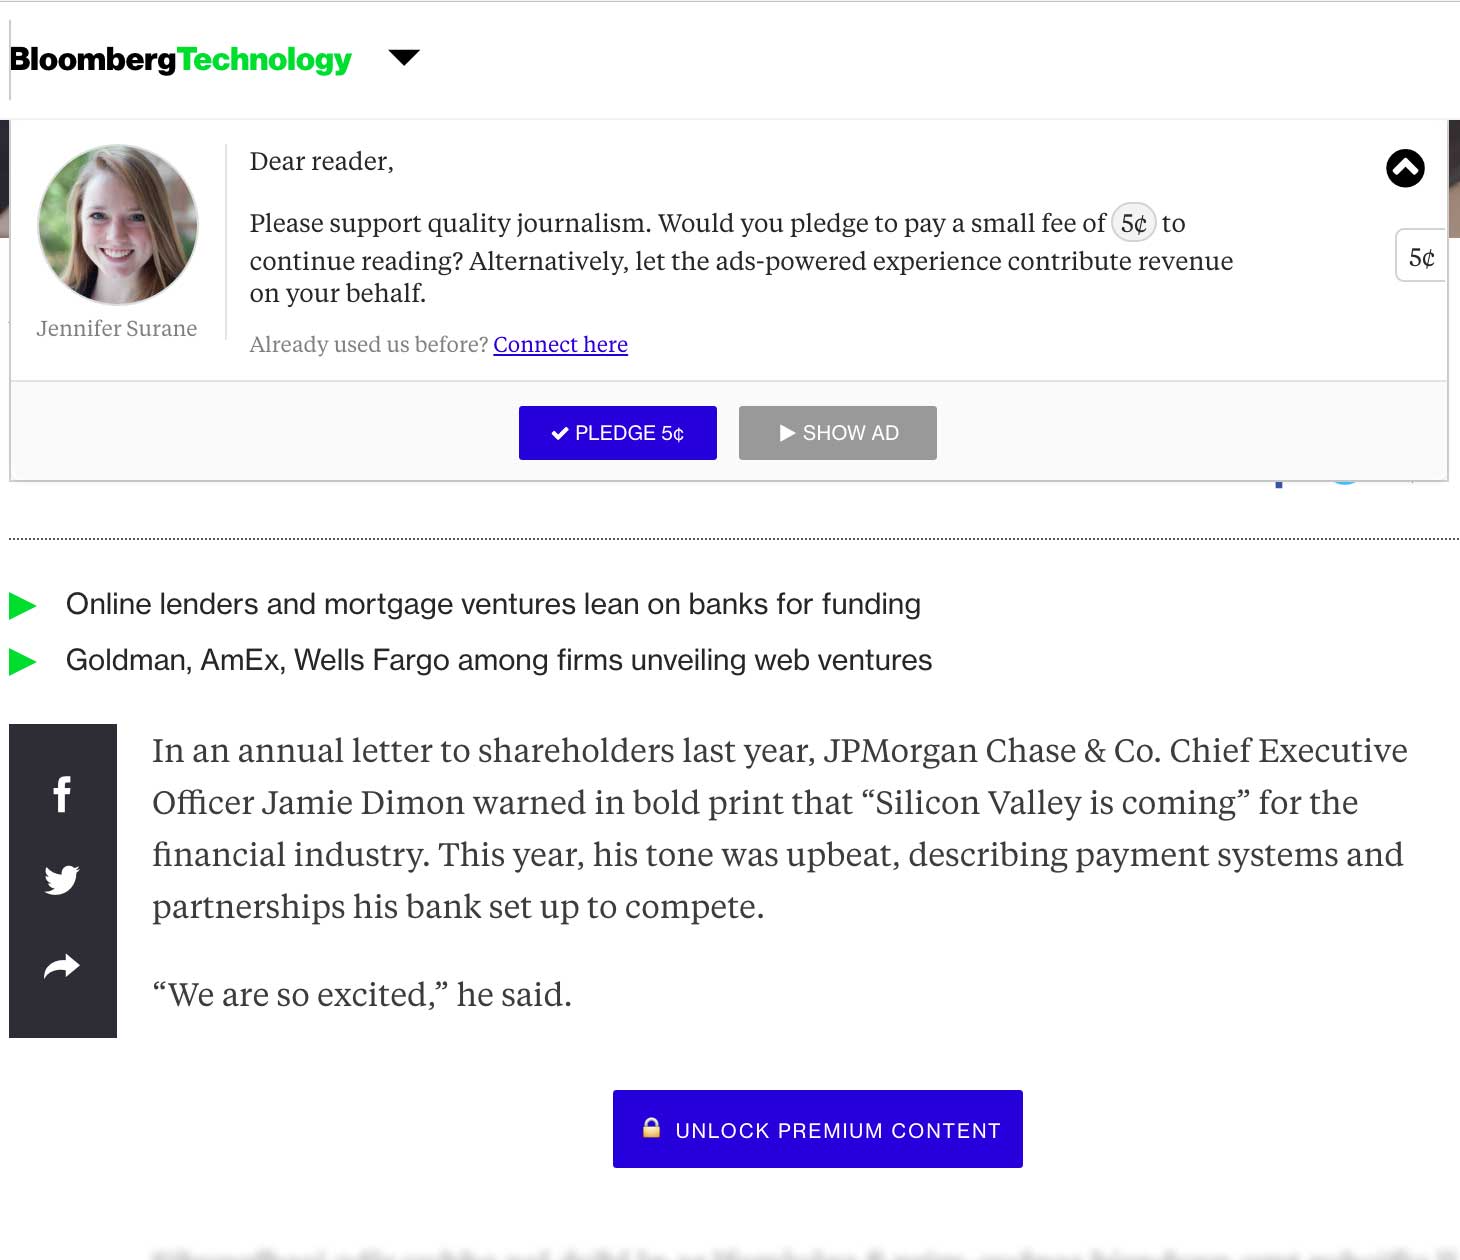 BloombergTechnology
Dear reader,
Please support quality journalism. Would you pledge to pay a small fee of 5¢ to
continue reading? Alternatively, let the ads-powered experience contribute revenue
on your behalf.
5¢
Jennifer Surane
Already used us before? Connect here
PLEDGE 5¢
SHOW AD
Online lenders and mortgage ventures lean on banks for funding
Goldman, AmEx, Wells Fargo among firms unveiling web ventures
In an annual letter to shareholders last year, JPMorgan Chase & Co. Chief Executive
Officer Jamie Dimon warned in bold print that “Silicon Valley is coming” for the
financial industry. This year, his tone was upbeat, describing payment systems and
partnerships his bank set up to compete.
“We are so excited,” he said.
UNLOCK PREMIUM CONTENT